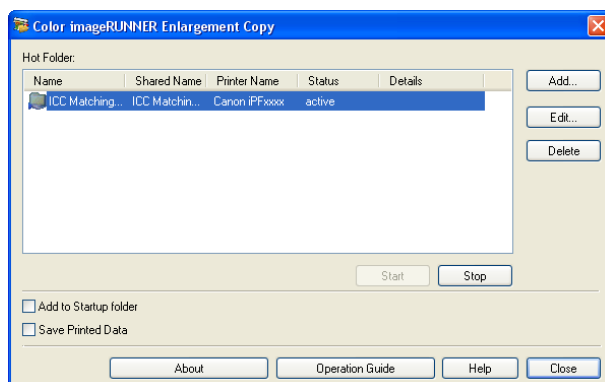 Color imageRUNNER Enlargement Copy
Hot Folder:
Name Shared Name Printer Name Status Details
Add...
ICC Matching... ICC Matchin... Canon iPFxxxx active
Edit...
Delete
Start Stop
Add to Startup folder
Save Printed Data
About Operation Guide Help Close